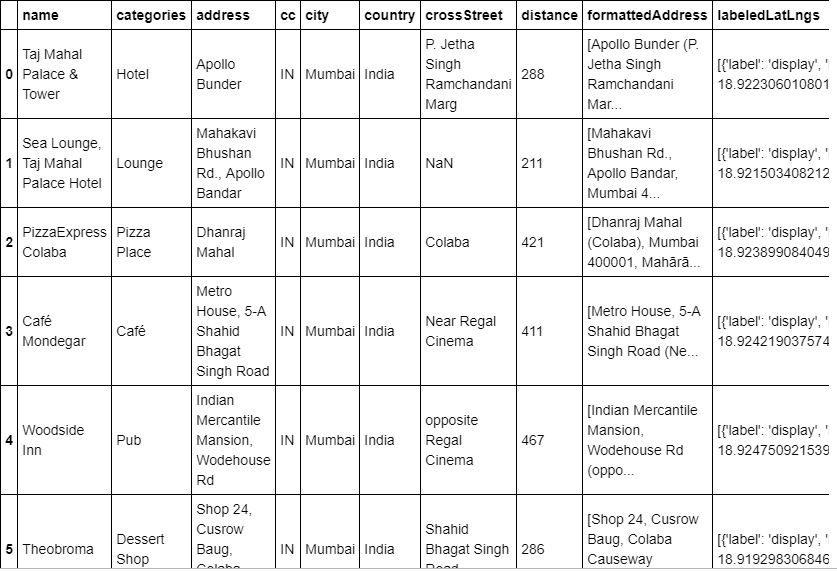 name categories address cc city country crossStreet distance formattedAddress labeledLatLngs
0
Taj Mahal
Palace &
Tower
Hotel
Apollo
Bunder
IN
Mumbai
India
P. Jetha
Singh
Ramchandani
Marg
288
[Apollo Bunder (P.
Jetha Singh
Ramchandani
Mar...
[{'label': 'display', '
18.922306010801
1
Sea Lounge,
Taj Mahal
Palace Hotel
Lounge
Mahakavi
Bhushan
Rd., Apollo
Bandar
IN
Mumbai
India
NaN
211
[Mahakavi
Bhushan Rd.,
Apollo Bandar,
Mumbai 4...
[{'label': 'display', '
18.921503408212
2
PizzaExpress
Colaba
Pizza
Place
Dhanraj
Mahal
IN
Mumbai
India
Colaba
421
[Dhanraj Mahal
(Colaba), Mumbai
400001, Mahārā...
[{'label': 'display', '
18.923899084049
3
Café
Mondegar
Café
Metro
House, 5-A
Shahid
Bhagat
Singh Road
IN
Mumbai
India
Near Regal
Cinema
411
[Metro House, 5-A
Shahid Bhagat
Singh Road (Ne...
[{'label': 'display', '
18.924219037574
4
Woodside
Inn
Pub
Indian
Mercantile
Mansion,
Wodehouse
Rd
IN
Mumbai
India
opposite
Regal
Cinema
467
[Indian Mercantile
Mansion,
Wodehouse Rd
(oppo...
[{'label': 'display', '
18.924750921539
5
Theobroma
Dessert
Shop
Shop 24,
Cusrow
Baug,
Colaba
IN
Mumbai
India
Shahid
Bhagat Singh
Road
286
[Shop 24, Cusrow
Baug, Colaba
Causeway
[{'label': 'display', '
18.919298306846